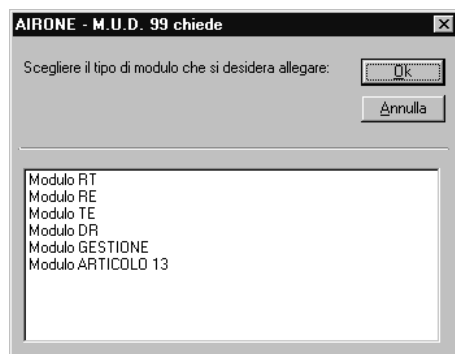 AIRONE - M.U.D. 99 chiede
Scegliere il tipo di modulo che si desidera allegare:
Ok
Annulla
Modulo RT
Modulo RE
Modulo TE
Modulo DR
Modulo GESTIONE
Modulo ARTICOLO 13